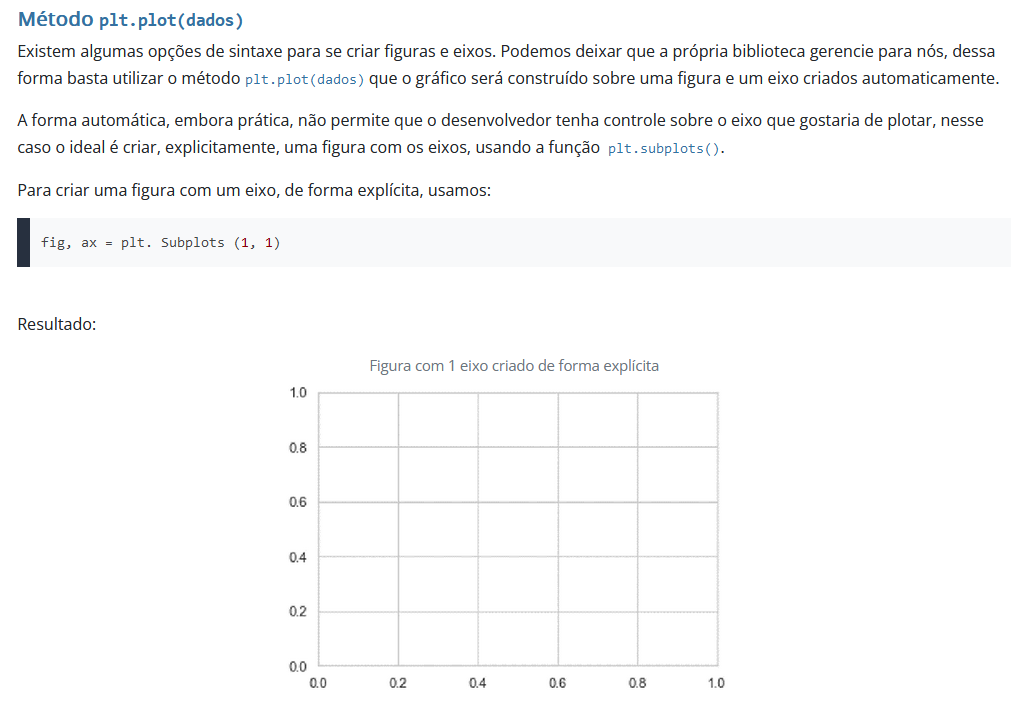 Método plt.plot(dados)
Existem algumas opções de sintaxe para se criar figuras e eixos. Podemos deixar que a própria biblioteca gerencie para nós, dessa
forma basta utilizar o método plt.plot(dados) que o gráfico será construído sobre uma figura e um eixo criados automaticamente.
A forma automática, embora prática, não permite que o desenvolvedor tenha controle sobre o eixo que gostaria de plotar, nesse
caso o ideal é criar, explicitamente, uma figura com os eixos, usando a função plt.subplots().
Para criar uma figura com um eixo, de forma explícita, usamos:
fig, ax = plt. Subplots (1, 1)
Resultado:
Figura com 1 eixo criado de forma explícita
1.0
0.8
0.6
0.4
0.2
0.0
0.0 0.2 0.4 0.6 0.8 1.0